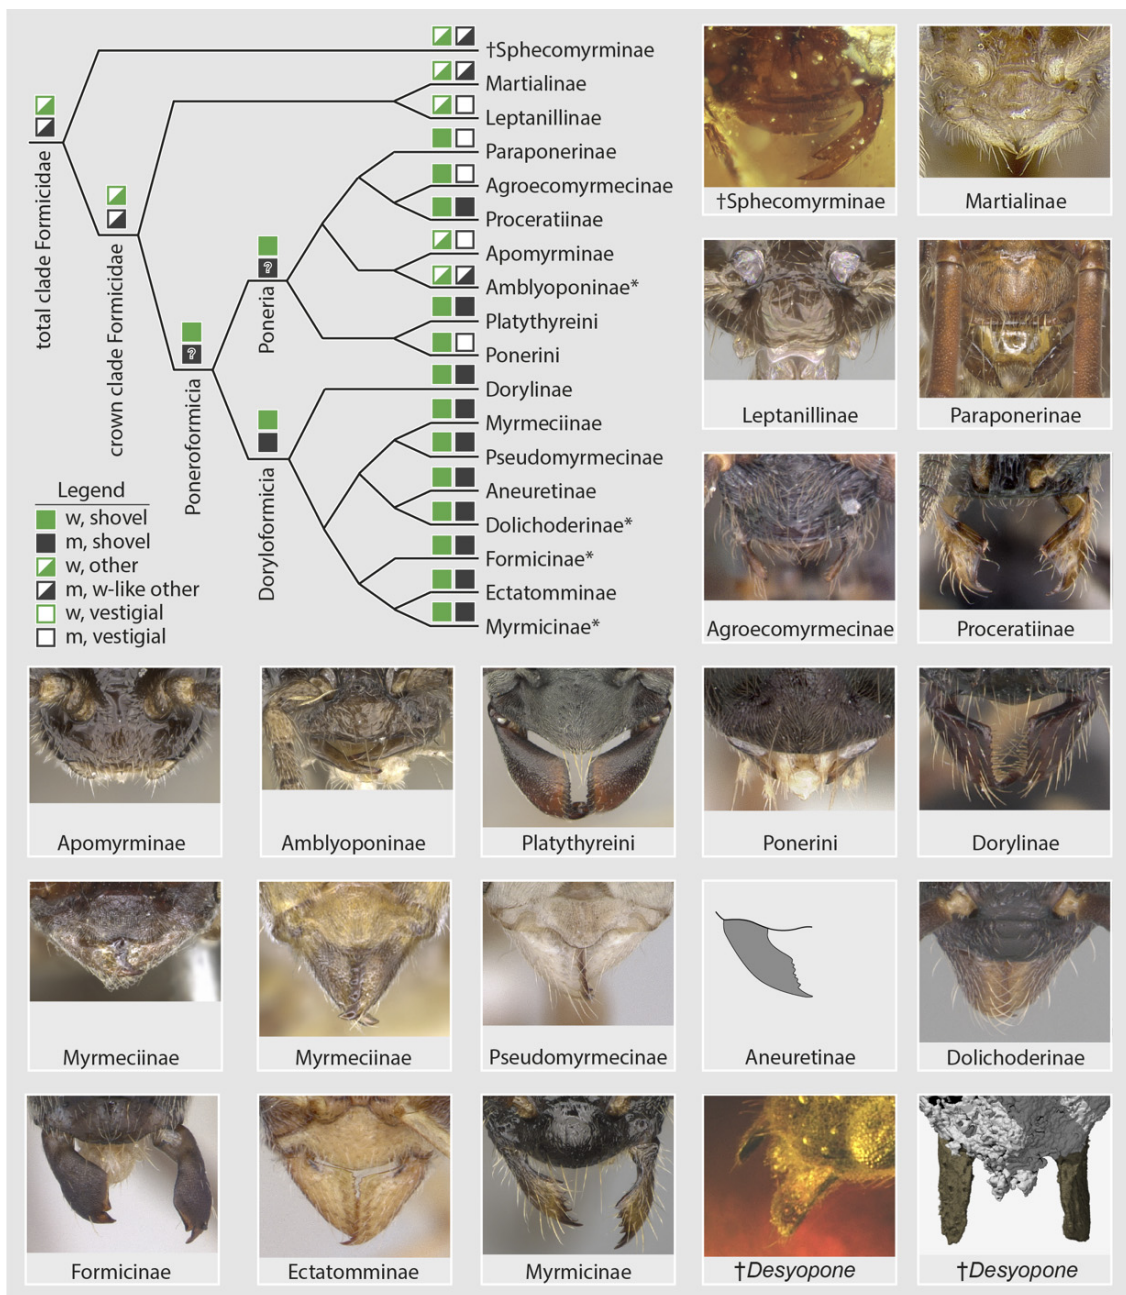 †Sphecomyrminae
Martialinae
Leptanillinae
Paraponerinae
Agroecomyrmecinae
Proceratiinae
Apomyrminae
Amblyoponinae*
Platythyreini
Ponerini
Dorylinae
Myrmeciinae
Pseudomyrmecinae
Aneuretinae
Dolichoderinae*
Formicinae*
Ectatomminae
Myrmicinae*
total clade Formicidae
crown clade Formicidae
Poneroformicia
?
Poneria
?
Doryloformicia
Legend
w, shovel
m, shovel
w, other
m, w-like other
w, vestigial
m, vestigial
†Sphecomyrminae
Martialinae
Leptanillinae
Paraponerinae
Agroecomyrmecinae
Proceratiinae
Apomyrminae
Amblyoponinae
Platythyreini
Ponerini
Dorylinae
Myrmeciinae
Myrmeciinae
Pseudomyrmecinae
Aneuretinae
Dolichoderinae
Formicinae
Ectatomminae
Myrmicinae
†Desyopone
†Desyopone